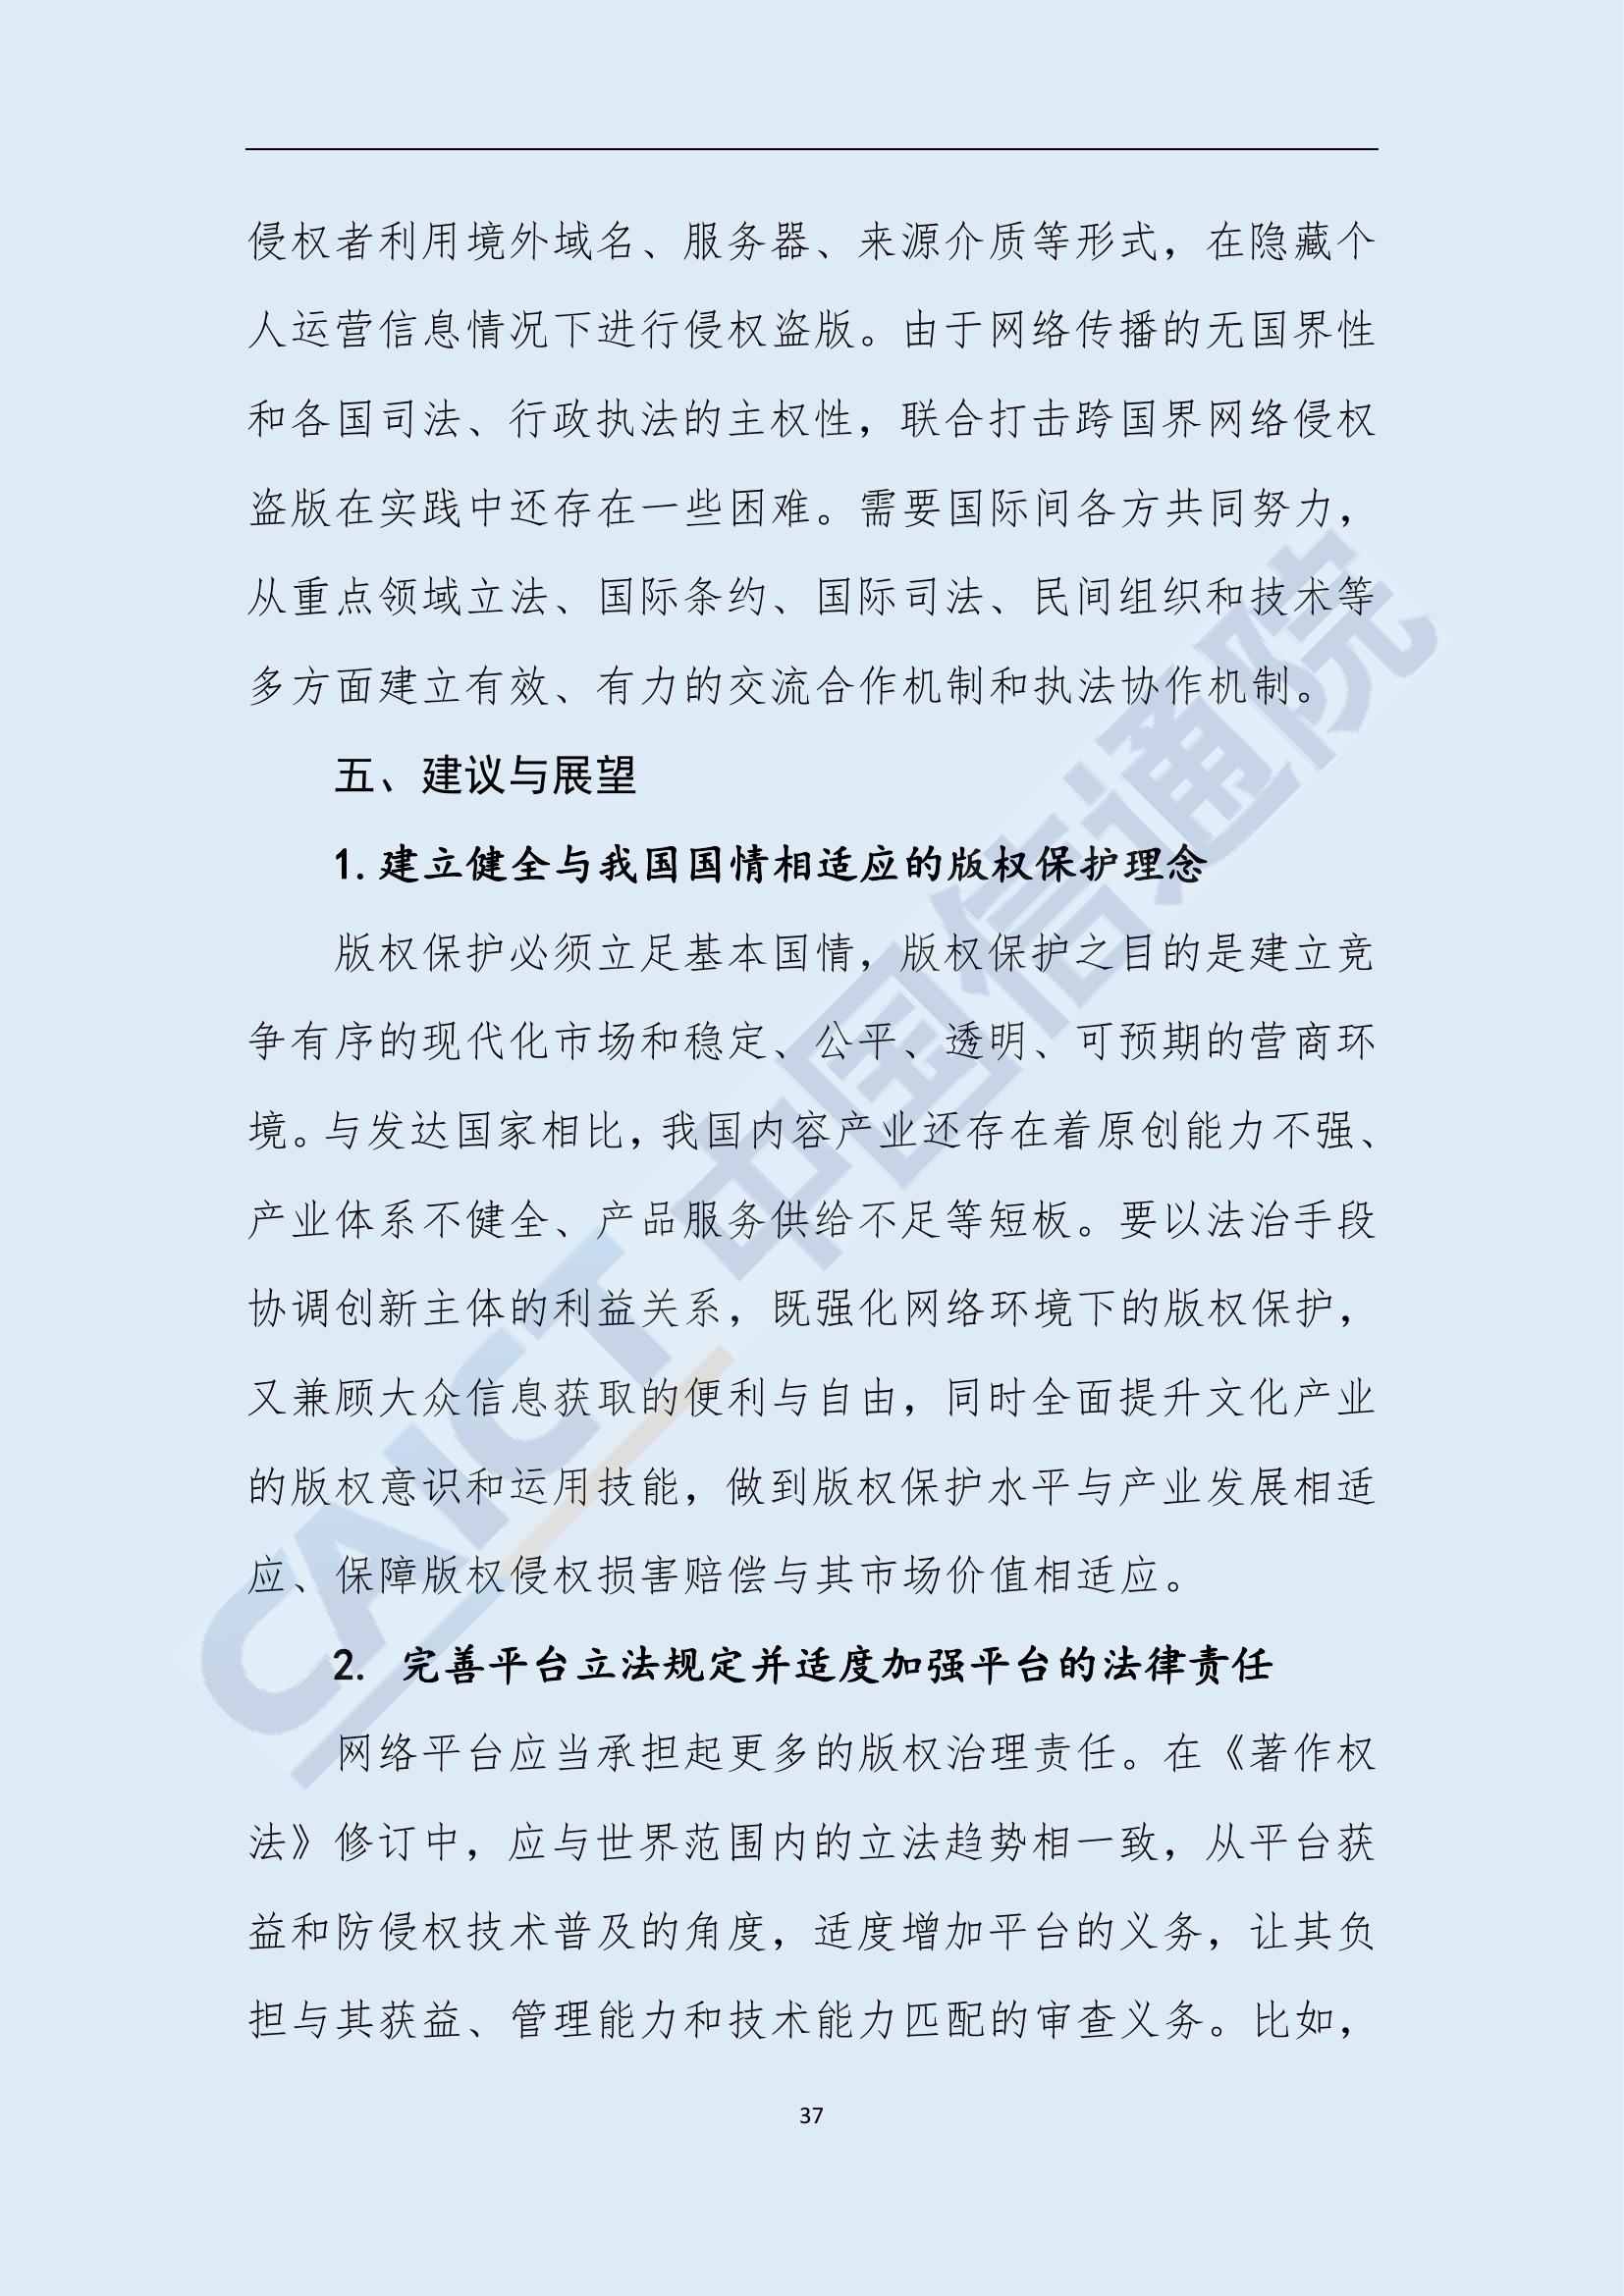 侵权者利用境外域名、服务器、来源介质等形式，在隐藏个
人运营信息情况下进行侵权盗版。由于网络传播的无国界性
和各国司法、行政执法的主权性，联合打击跨国界网络侵权
盗版在实践中还存在一些困难。需要国际间各方共同努力，
从重点领域立法、国际条约、国际司法、民间组织和技术等
多方面建立有效、有力的交流合作机制和执法协作机制。
五、建议与展望
1.建立健全与我国国情相适应的版权保护理念
版权保护必须立足基本国情，版权保护之目的是建立竞
争有序的现代化市场和稳定、公平、透明、可预期的营商环
境。与发达国家相比，我国内容产业还存在着原创能力不强、
产业体系不健全、产品服务供给不足等短板。要以法治手段
协调创新主体的利益关系，既强化网络环境下的版权保护，
又兼顾大众信息获取的便利与自由，同时全面提升文化产业
的版权意识和运用技能，做到版权保护水平与产业发展相适
应、保障版权侵权损害赔偿与其市场价值相适应。
2. 完善平台立法规定并适度加强平台的法律责任
网络平台应当承担起更多的版权治理责任。在《著作权
法》修订中，应与世界范围内的立法趋势相一致，从平台获
益和防侵权技术普及的角度，适度增加平台的义务，让其负
担与其获益、管理能力和技术能力匹配的审查义务。比如，
37
CAICT 中国信通院